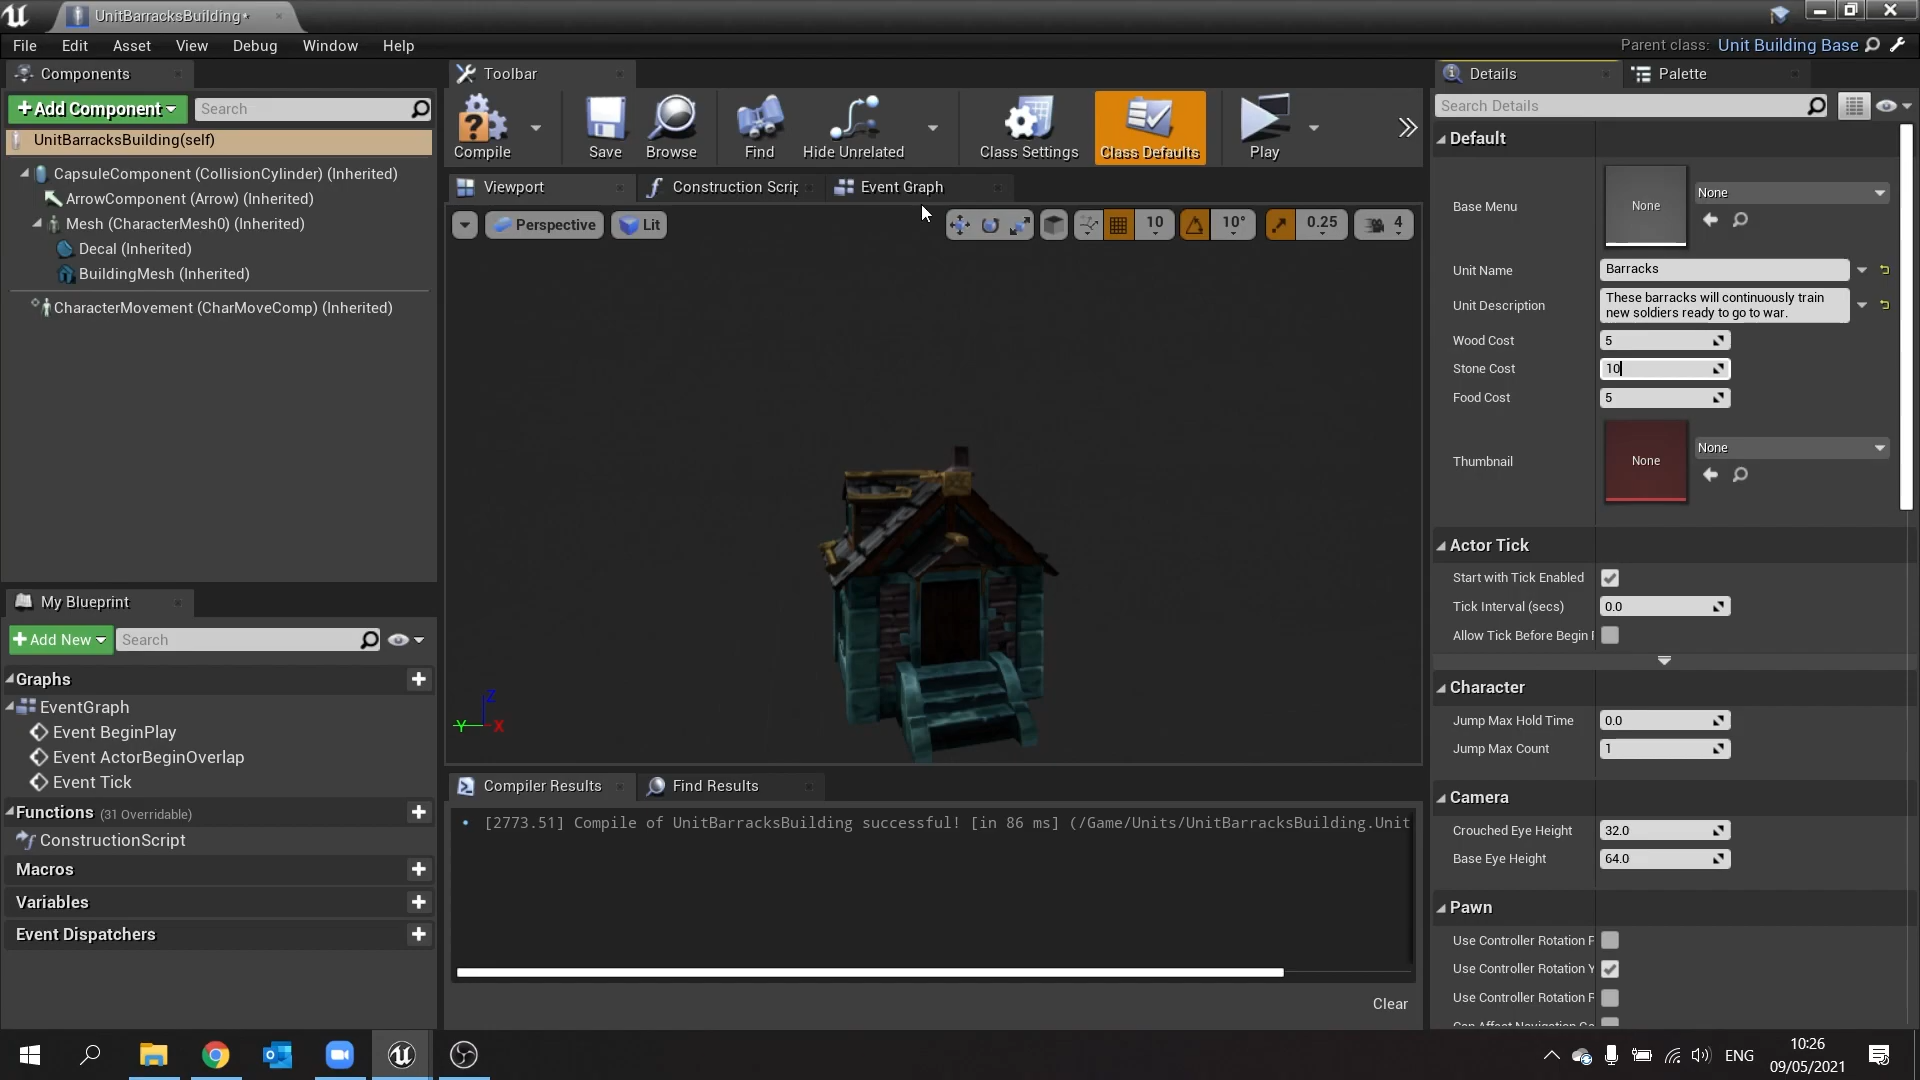 UnitBarracksBuilding*
File Edit Asset View Debug Window Help
Parent class: Unit Building Base
Components
+Add Component
Search
UnitBarracksBuilding(self)
CapsuleComponent (CollisionCylinder) (Inherited)
ArrowComponent (Arrow) (Inherited)
Mesh (CharacterMesh0) (Inherited)
Decal (Inherited)
BuildingMesh (Inherited)
CharacterMovement (CharMoveComp) (Inherited)
My Blueprint
+Add New
Search
Graphs
EventGraph
Event BeginPlay
Event ActorBeginOverlap
Event Tick
Functions (31 Overridable)
ConstructionScript
Macros
Variables
Event Dispatchers
Toolbar
Compile Save Browse Find Hide Unrelated Class Settings Class Defaults Play
Viewport Construction Scrip Event Graph
Perspective Lit 10 10° 0.25 4
Z
Y X
Compiler Results Find Results
[2773.51] Compile of UnitBarracksBuilding successful! [in 86 ms] (/Game/Units/UnitBarracksBuilding.Unit
Clear
Details Palette
Search Details
Default
Base Menu None None
Unit Name Barracks
Unit Description These barracks will continuously train
new soldiers ready to go to war.
Wood Cost 5
Stone Cost 10
Food Cost 5
Thumbnail None None
Actor Tick
Start with Tick Enabled
Tick Interval (secs) 0.0
Allow Tick Before Begin
Character
Jump Max Hold Time 0.0
Jump Max Count 1
Camera
Crouched Eye Height 32.0
Base Eye Height 64.0
Pawn
Use Controller Rotation P
Use Controller Rotation Y
Use Controller Rotation R
ENG
10:26
09/05/2021